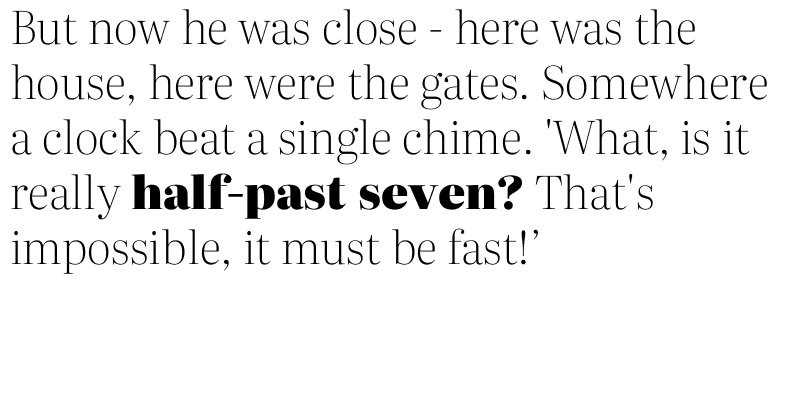 But now he was close - here was the
house, here were the gates. Somewhere
a clock beat a single chime. 'What, is it
really half-past seven? That's
impossible, it must be fast!’